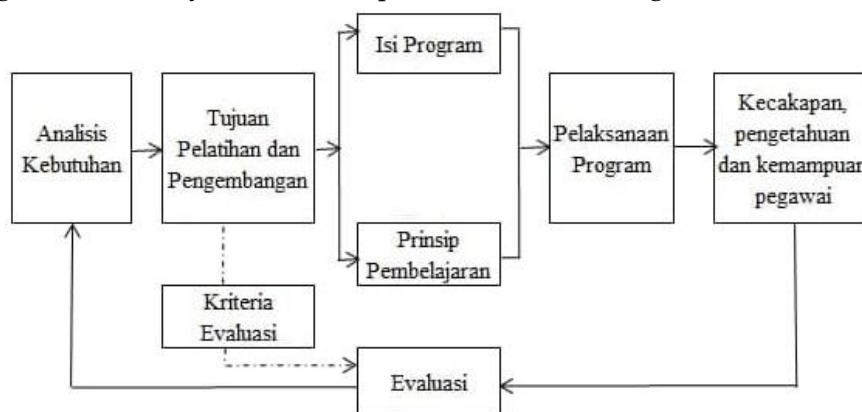 Isi Program
Analisis
Kebutuhan
Tujuan
Pelatihan dan
Pengembangan
Pelaksanaan
Program
Kecakapan,
pengetahuan
dan kemampuan
pegawai
Prinsip
Pembelajaran
Kriteria
Evaluasi
Evaluasi